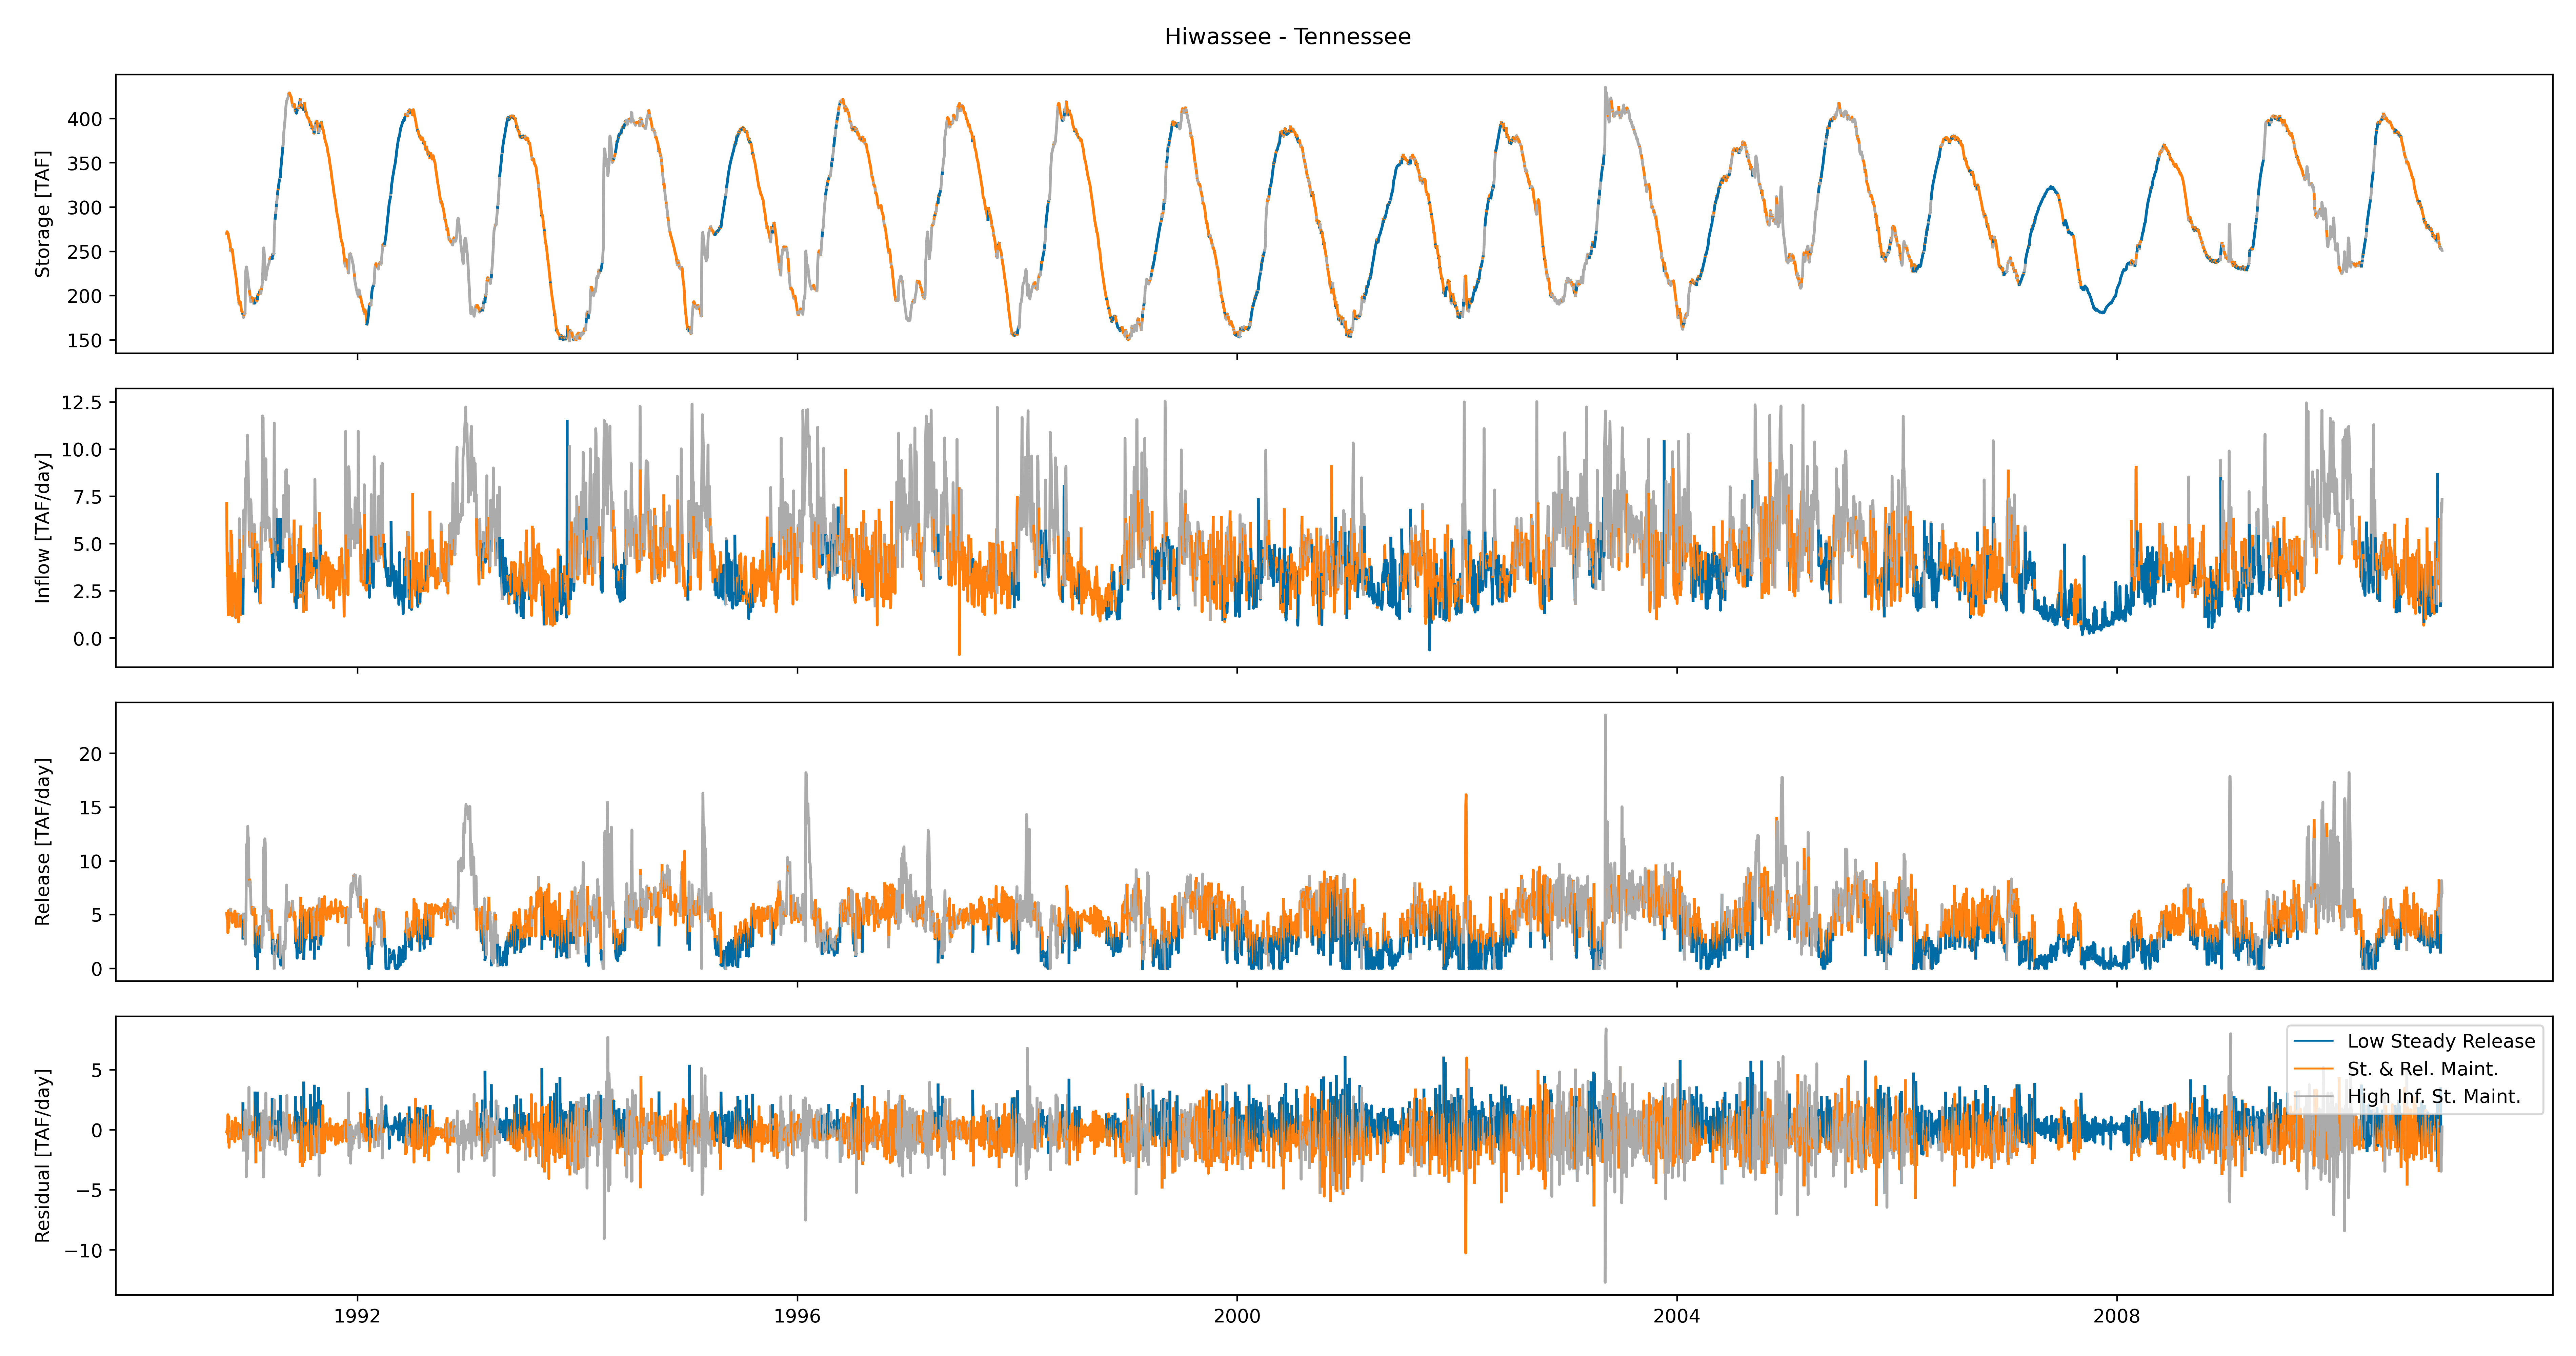 Hiwassee - Tennessee
Storage [TAF]
400
350
300
250
200
150
Inflow [TAF/day]
12.5
10.0
7.5
5.0
2.5
0.0
Release [TAF/day]
20
15
10
5
0
Residual [TAF/day]
5
0
−5
−10
Low Steady Release
St. & Rel. Maint.
High Inf. St. Maint.
1992 1996 2000 2004 2008